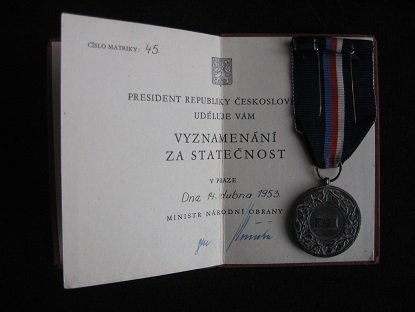 ČÍSLO MATRIKY: 45
PRESIDENT REPUBLIKY ČESKOSLOV
UDĚLUJE VÁM
VYZNAMENÁNÍ
ZA STATEČNOST
V PRAZE
Dne 14. dubna 1953.
MINISTR NÁRODNÍ OBRANY